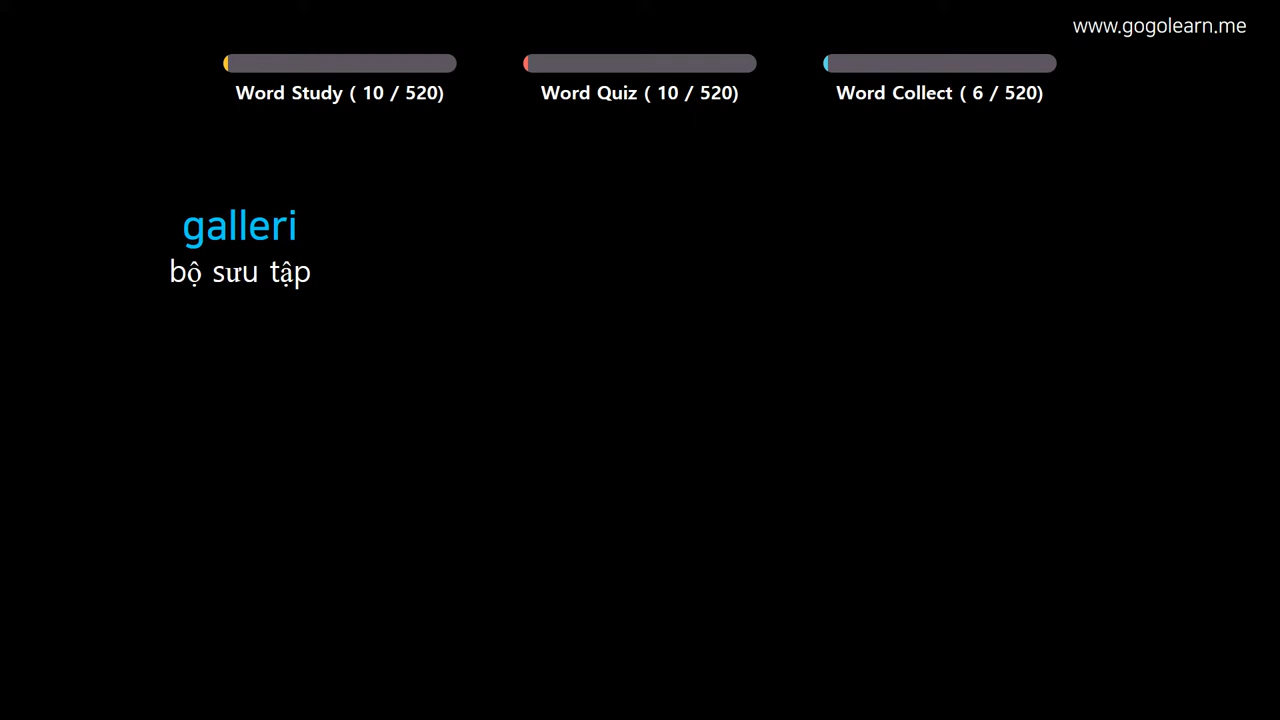 www.gogolearn.me
Word Study ( 10 / 520)
Word Quiz ( 10 / 520)
Word Collect ( 6 / 520)
galleri
bộ sưu tập